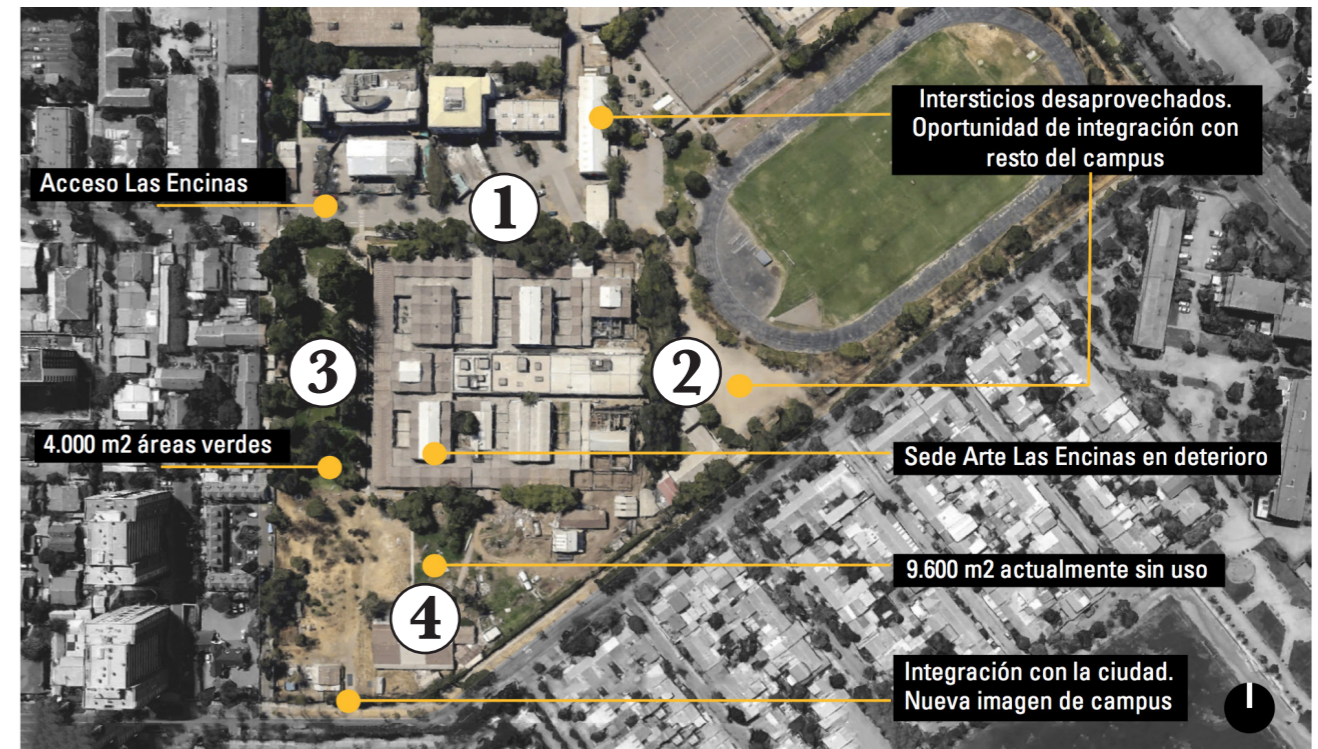 Intersticios desaprovechados.
Oportunidad de integración con
resto del campus
Acceso Las Encinas
1
3
2
4.000 m2 áreas verdes
Sede Arte Las Encinas en deterioro
9.600 m2 actualmente sin uso
4
Integración con la ciudad.
Nueva imagen de campus